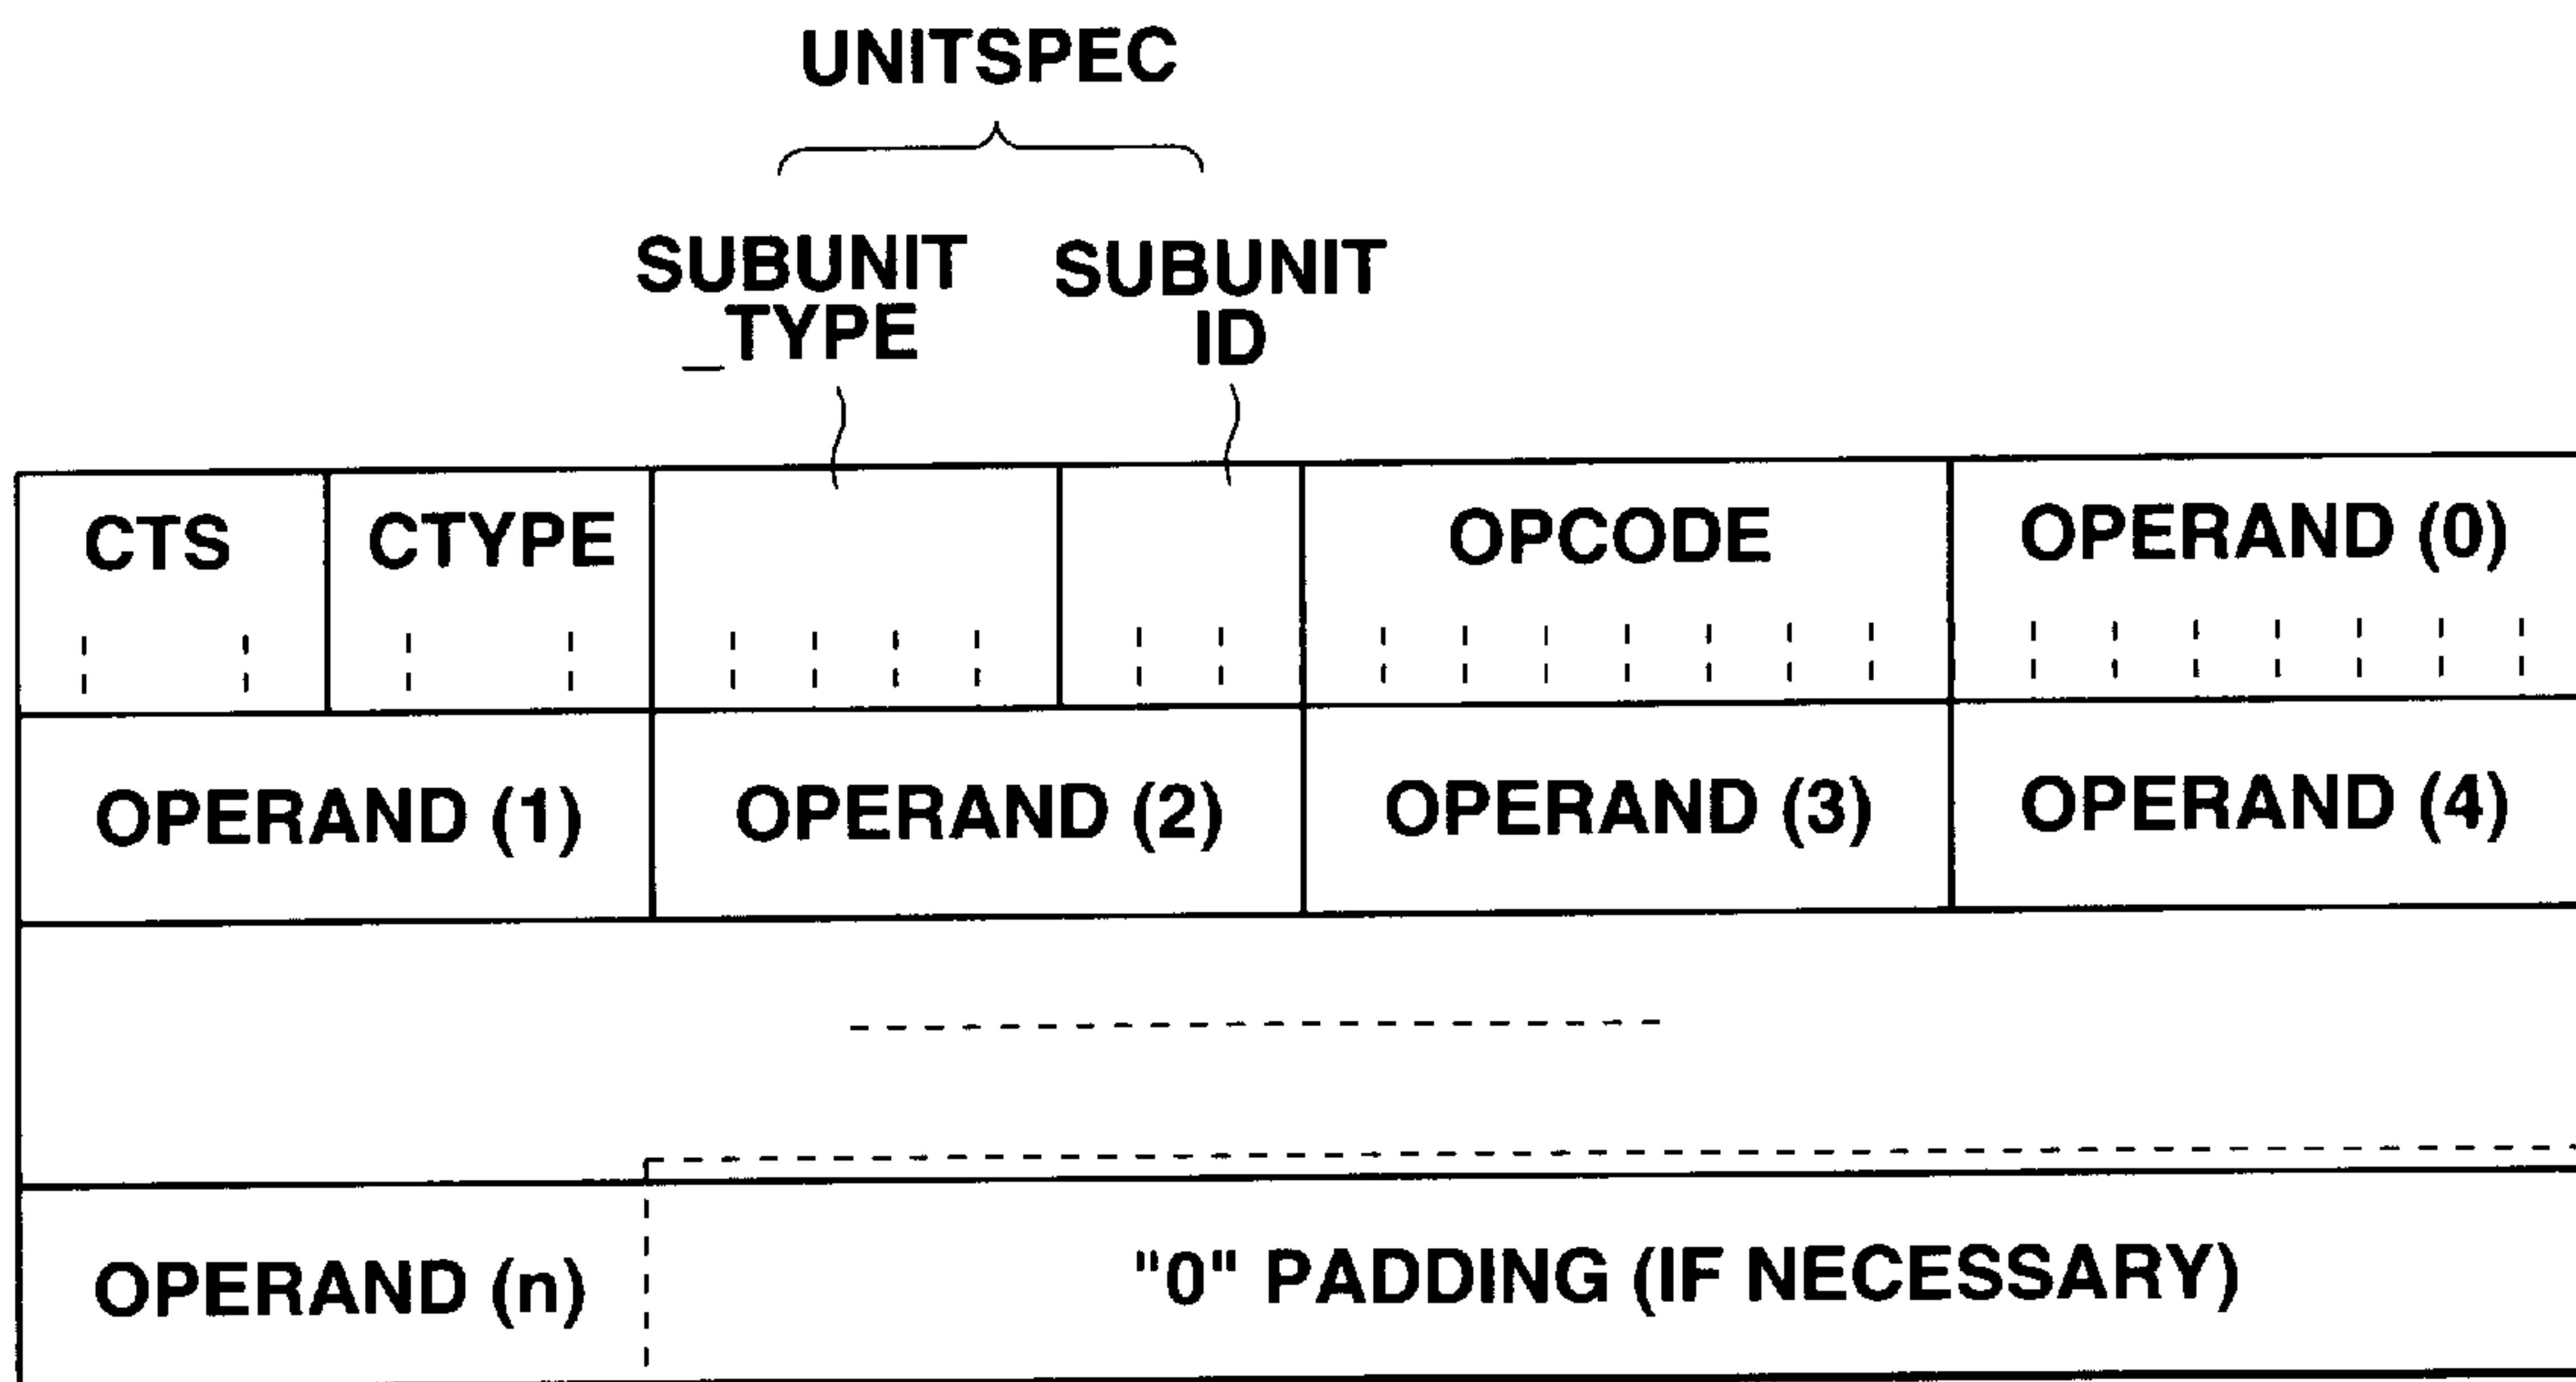 UNITSPEC
SUBUNIT
_TYPE
SUBUNIT
ID
CTS
CTYPE
OPCODE
OPERAND (0)
OPERAND (1)
OPERAND (2)
OPERAND (3)
OPERAND (4)
OPERAND (n)
"0" PADDING (IF NECESSARY)